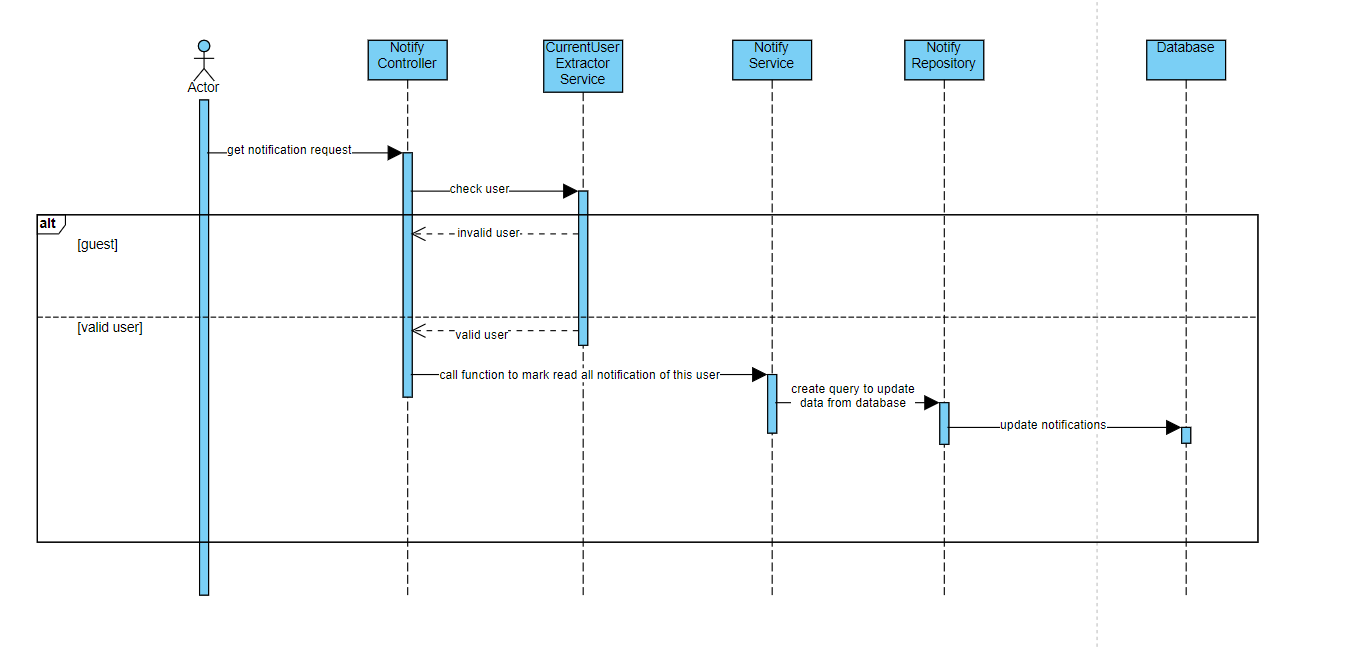 Actor
Notify
Controller
CurrentUser
Extractor
Service
Notify
Service
Notify
Repository
Database
get notification request
check user
alt
[guest]
invalid user
[valid user]
valid user
call function to mark read all notification of this user
create query to update
data from database
update notifications